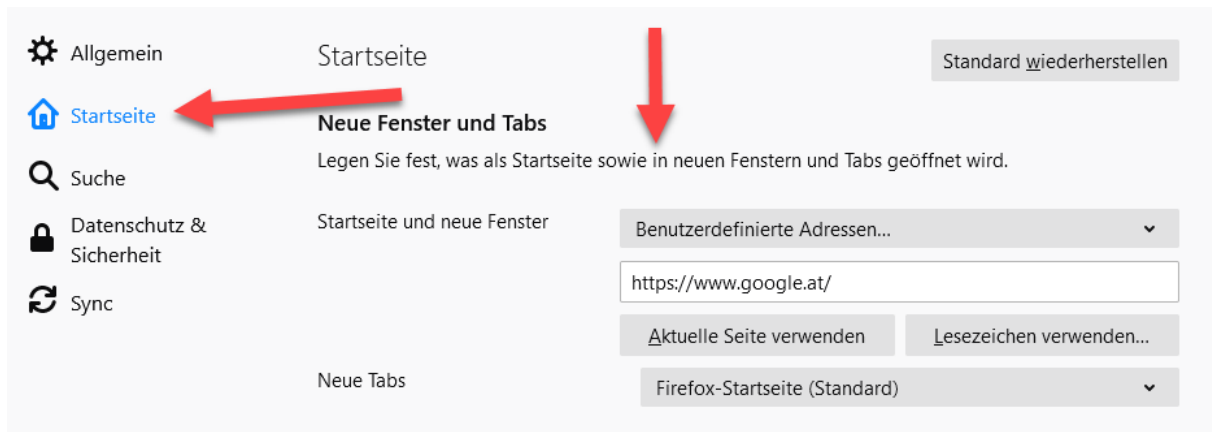 Allgemein
Startseite
Suche
Datenschutz &
Sicherheit
Sync
Startseite
Standard wiederherstellen
Neue Fenster und Tabs
Legen Sie fest, was als Startseite sowie in neuen Fenstern und Tabs geöffnet wird.
Startseite und neue Fenster
Benutzerdefinierte Adressen...
https://www.google.at/
Aktuelle Seite verwenden
Lesezeichen verwenden...
Neue Tabs
Firefox-Startseite (Standard)